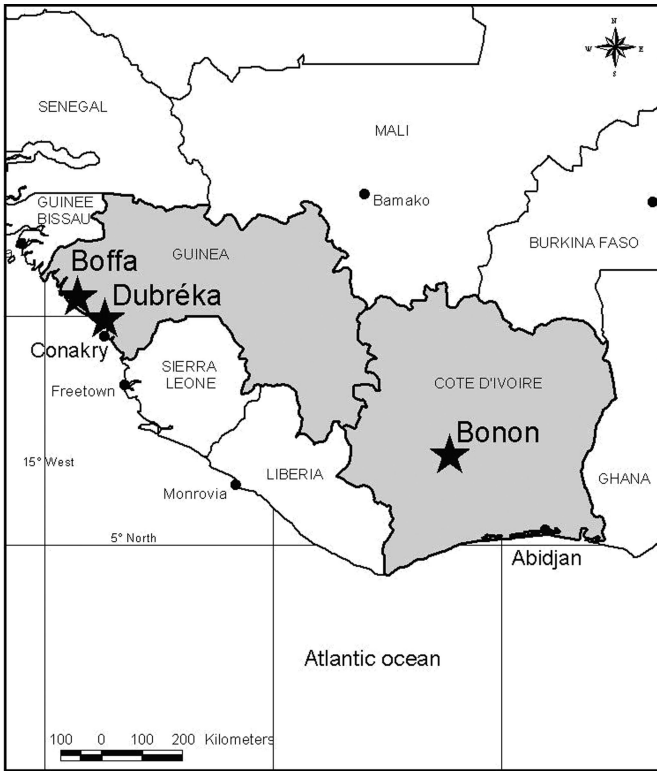 N
W
E
S
SENEGAL
MALI
Bamako
GUINEE
BISSAU
GUINEA
BURKINA FASO
Boffa
Dubréka
Conakry
SIERRA
LEONE
Freetown
COTE D'IVOIRE
Bonon
15° West
LIBERIA
GHANA
Monrovia
5° North
Abidjan
Atlantic ocean
100 0 100 200 Kilometers